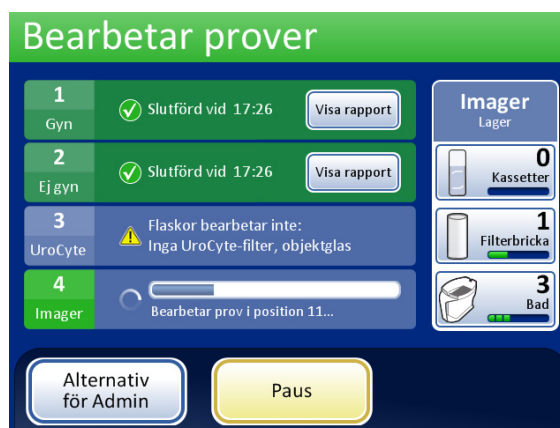 Bearbetar prover
1
Gyn
Slutförd vid 17:26
Visa rapport
2
Ej gyn
Slutförd vid 17:26
Visa rapport
3
UroCyte
Flaskor bearbetar inte:
Inga UroCyte-filter, objektglas
4
Imager
Bearbetar prov i position 11...
Imager
Lager
0
Kassetter
1
Filterbricka
3
Bad
Alternativ
för Admin
Paus